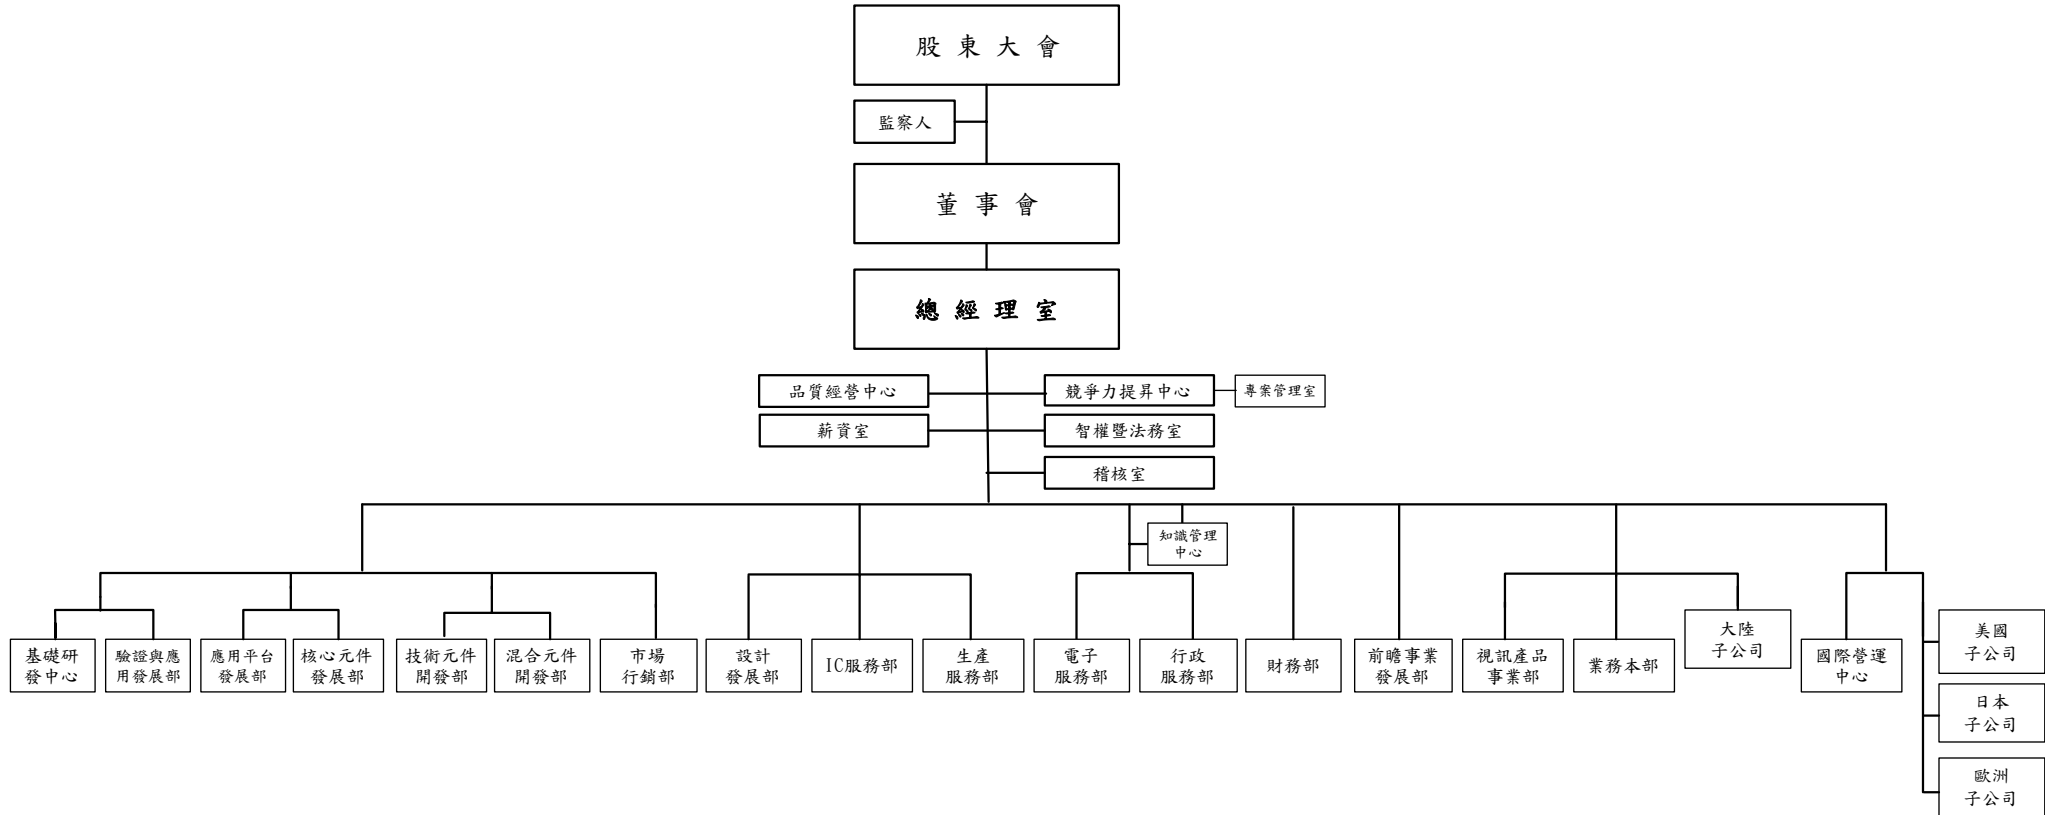 股東大會
監察人
董事會
總經理室
品質經營中心
競爭力提昇中心
專案管理室
薪資室
智權暨法務室
稽核室
知識管理
中心
基礎研
發中心
驗證與應
用發展部
應用平台
發展部
核心元件
發展部
技術元件
開發部
混合元件
開發部
市場
行銷部
設計
發展部
IC服務部
生產
服務部
電子
服務部
行政
服務部
財務部
前瞻事業
發展部
視訊產品
事業部
業務本部
大陸
子公司
國際營運
中心
美國
子公司
日本
子公司
歐洲
子公司